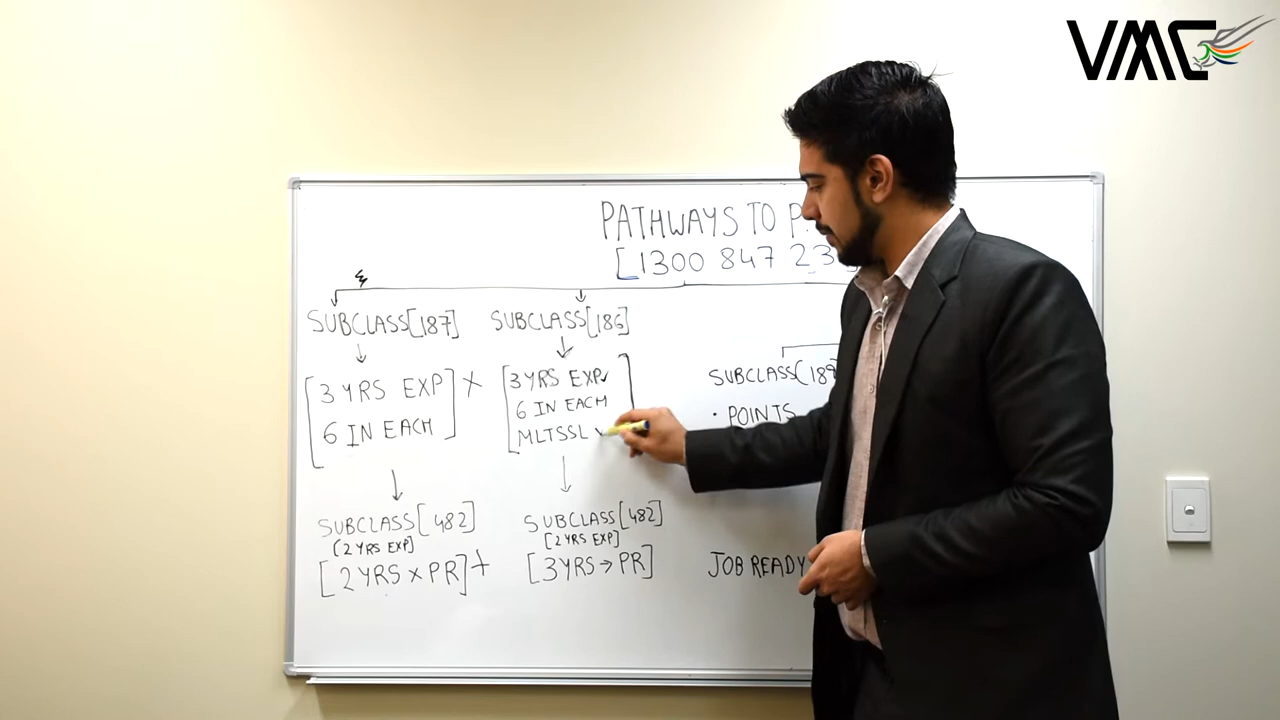 VMC
PATHWAYS TO P.
[1300 847 23
SUBCLASS[187]
SUBCLASS[186]
[3 YRS EXP
6 IN EACH] X
[3 YRS EXP
6 IN EACH
MLTSSL]
SUBCLASS(189
• POINTS
SUBCLASS[482]
(2 YRS EXP]
[2 YRS X PR]
SUBCLASS[482]
[2 YRS EXP]
[3 YRS → PR]
JOB READY